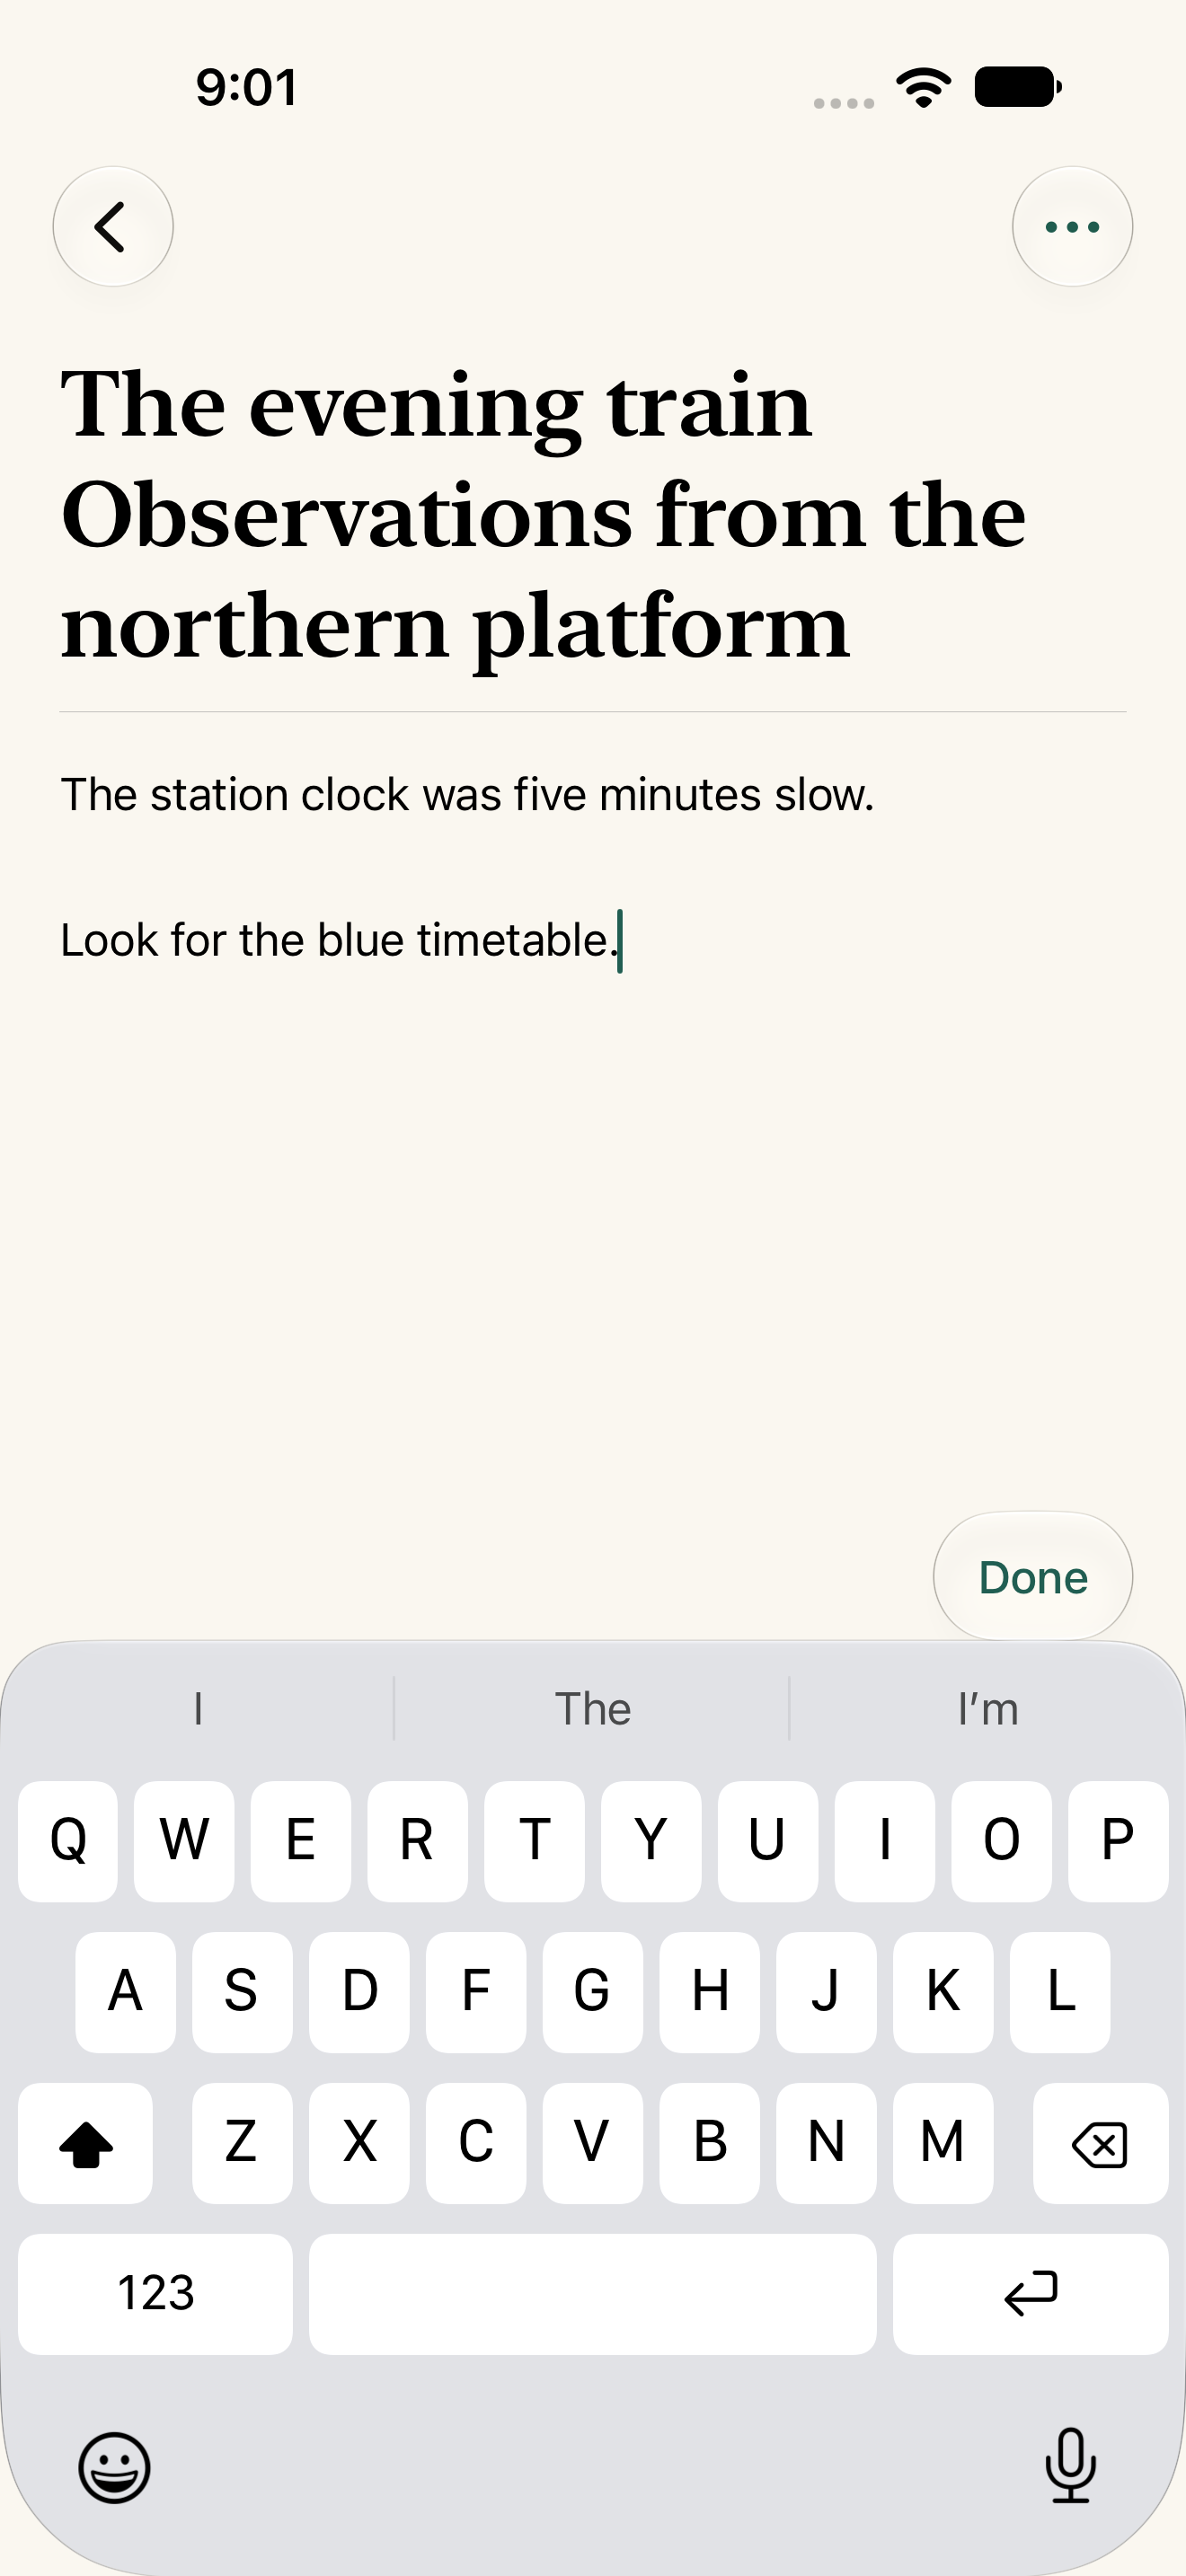 9:01
The evening train
Observations from the
northern platform
The station clock was five minutes slow.
Look for the blue timetable.
Done
I The I’m
Q W E R T Y U I O P
A S D F G H J K L
Z X C V B N M
123